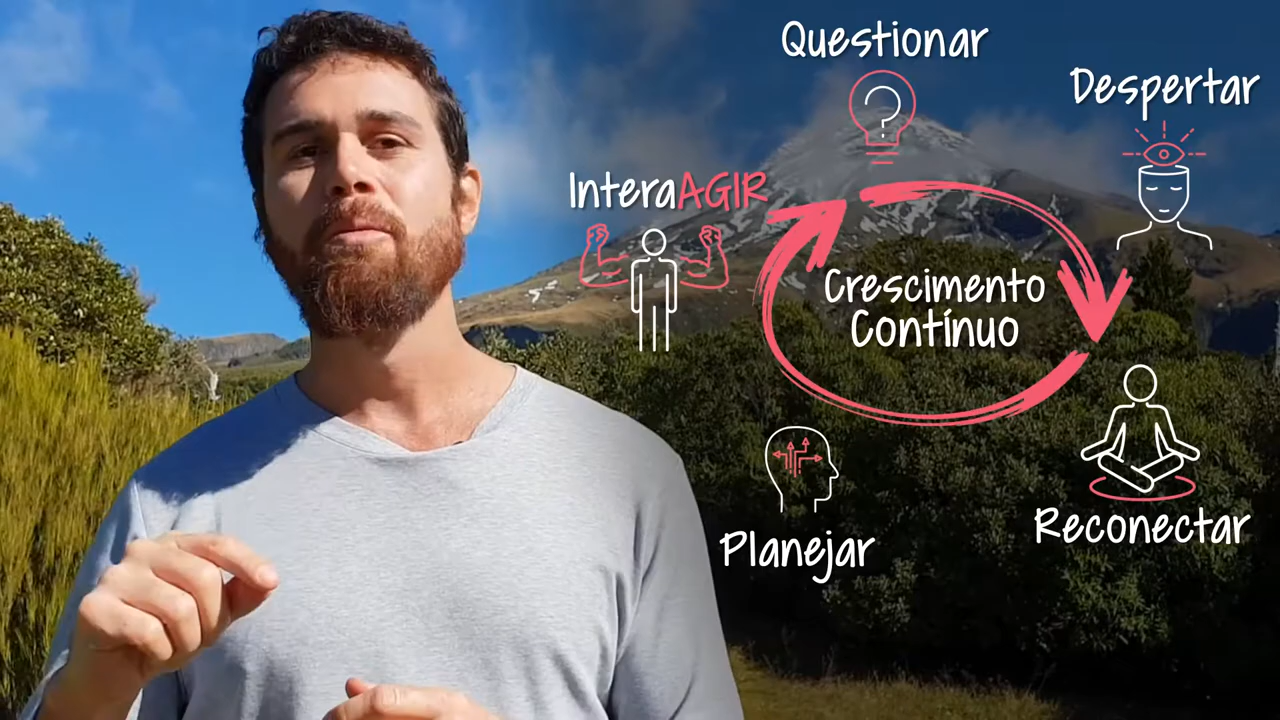 Questionar
Despertar
InteraAGIR
Crescimento
Contínuo
Reconectar
Planejar